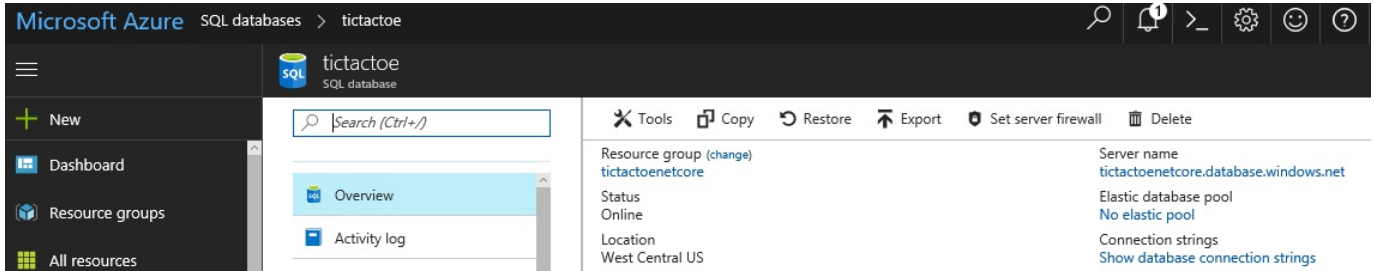 Microsoft Azure SQL databases > tictactoe 1 >_ ?
SQL tictactoe
SQL database
New
Search (Ctrl+/)
Tools Copy Restore Export Set server firewall Delete
Dashboard
Resource groups
All resources
SQL Overview
Activity log
Resource group (change)
tictactoenetcore
Status
Online
Location
West Central US
Server name
tictactoenetcore.database.windows.net
Elastic database pool
No elastic pool
Connection strings
Show database connection strings